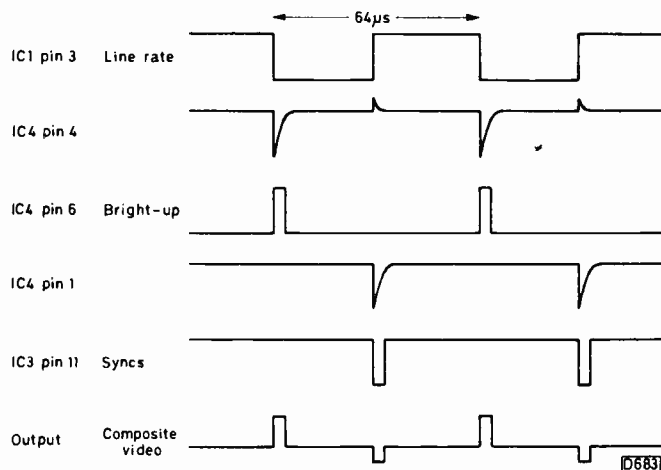 64µs
IC1 pin 3 Line rate
IC4 pin 4
IC4 pin 6 Bright-up
IC4 pin 1
IC3 pin 11 Syncs
Output Composite
video
D683